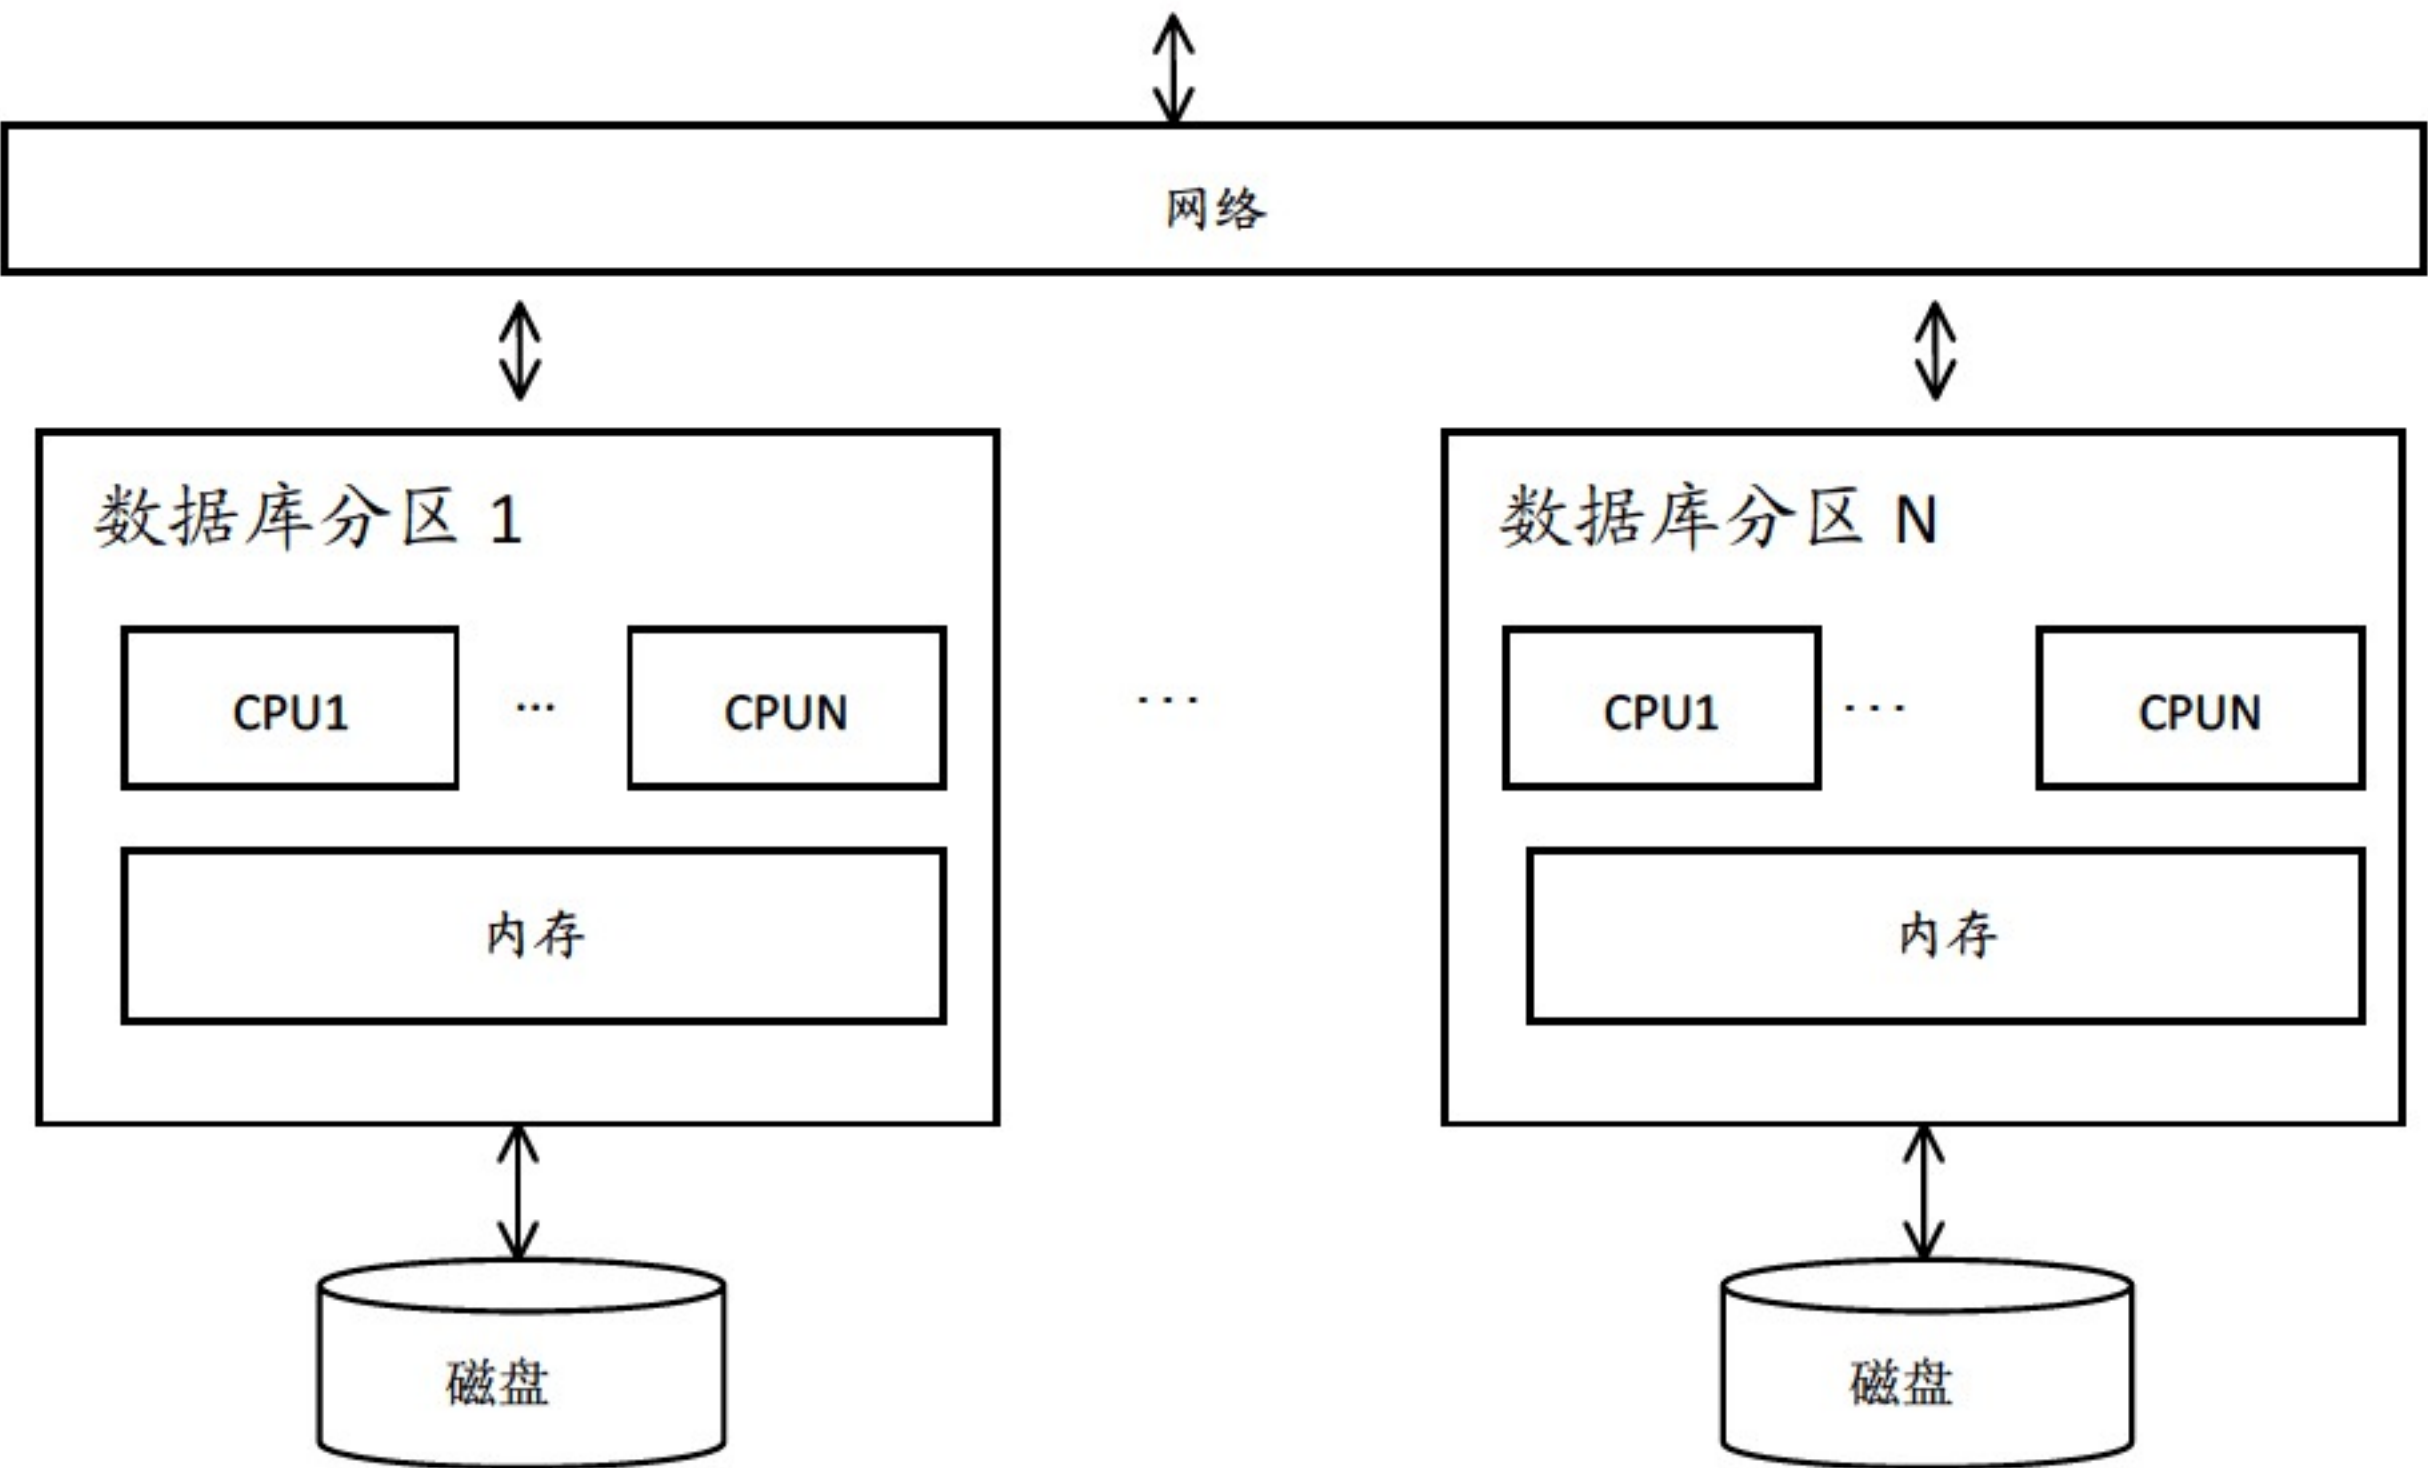 网络
数据库分区 1
数据库分区 N
CPU1 ... CPUN ... CPU1 ... CPUN
内存
内存
磁盘
磁盘